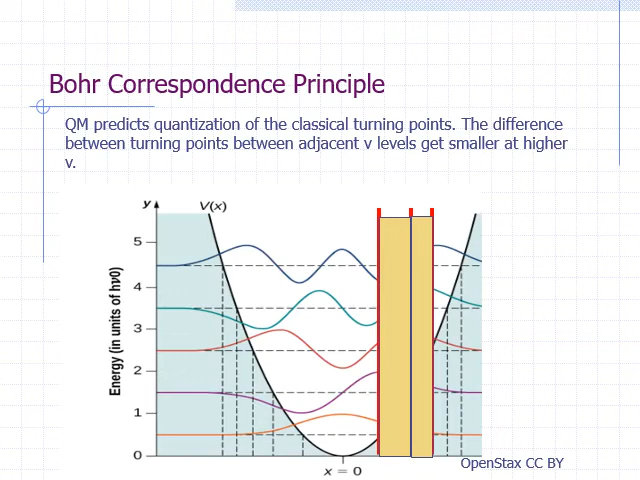 Bohr Correspondence Principle
QM predicts quantization of the classical turning points. The difference
between turning points between adjacent v levels get smaller at higher
v.
y
V(x)
5
4
3
2
1
0
Energy (in units of hν0)
x = 0
OpenStax CC BY